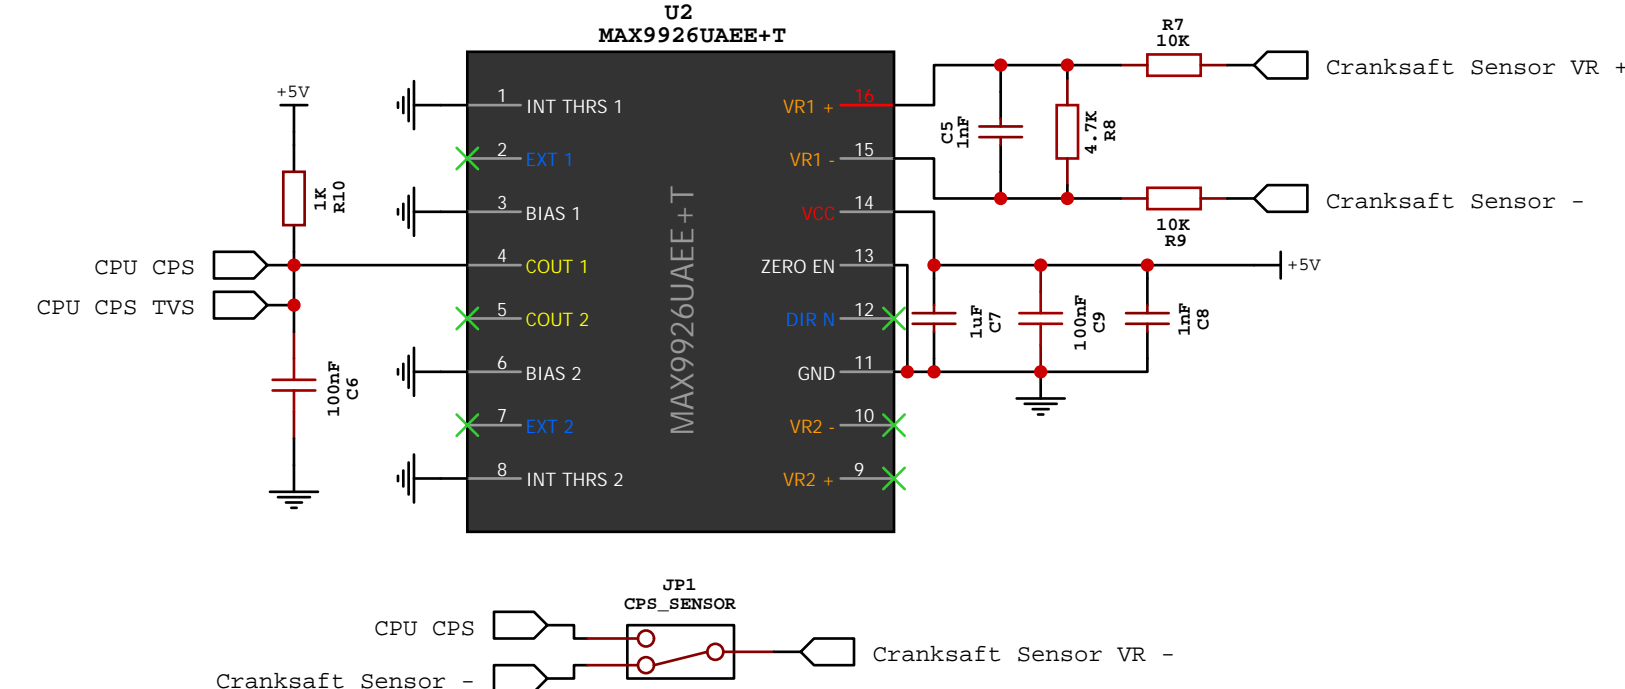 U2
MAX9926UAEE+T
R7
10K
Cranksaft Sensor VR +
+5V
1 INT THRS 1
VR1 + 16
C5
1nF
4.7K
R8
2 EXT 1
VR1 - 15
1K
R10
3 BIAS 1
VCC 14
Cranksaft Sensor -
10K
R9
MAX9926UAEE+T
CPU CPS
4 COUT 1
ZERO EN 13
+5V
CPU CPS TVS
5 COUT 2
DIR N 12
1uF
C7
100nF
C9
1nF
C8
100nF
C6
6 BIAS 2
GND 11
7 EXT 2
VR2 - 10
8 INT THRS 2
VR2 + 9
JP1
CPS_SENSOR
CPU CPS
Cranksaft Sensor VR -
Cranksaft Sensor -